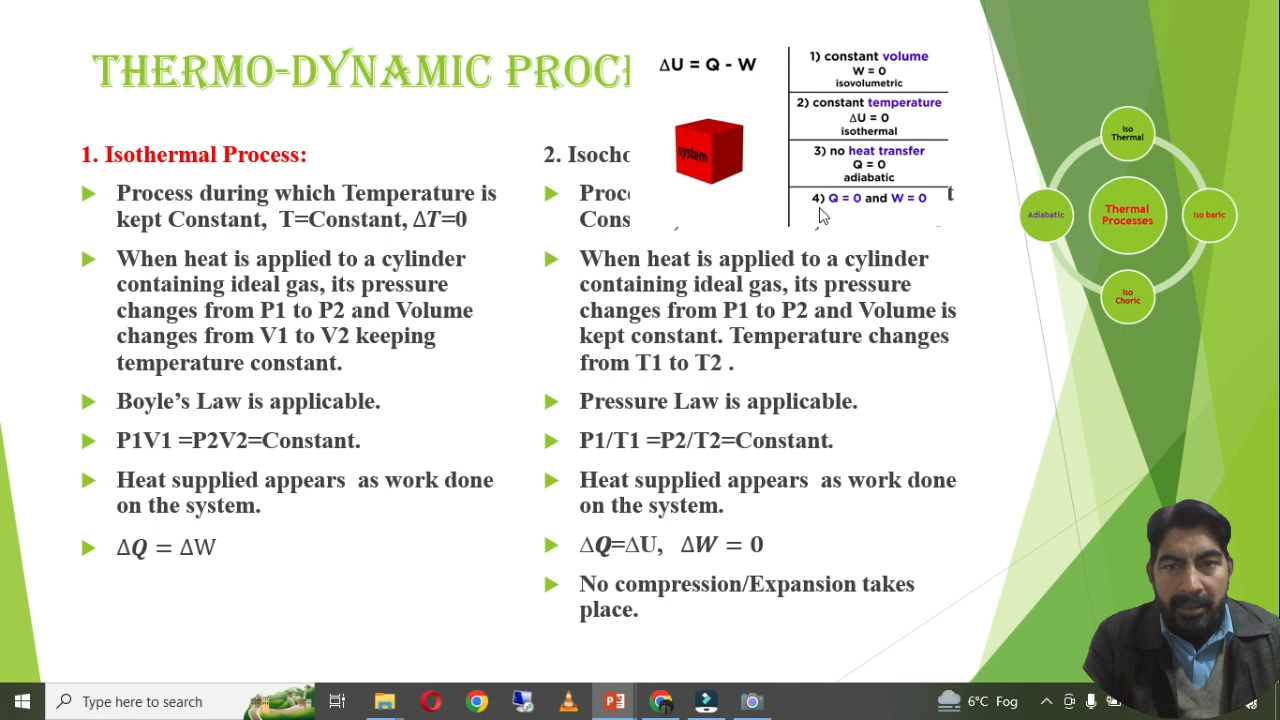 THERMO-DYNAMIC PROC
1. Isothermal Process:
Process during which Temperature is
kept Constant, T=Constant, ΔT=0
When heat is applied to a cylinder
containing ideal gas, its pressure
changes from P1 to P2 and Volume
changes from V1 to V2 keeping
temperature constant.
Boyle’s Law is applicable.
P1V1 =P2V2=Constant.
Heat supplied appears as work done
on the system.
ΔQ = ΔW
2. Isocho
Proc
t
Cons
When heat is applied to a cylinder
containing ideal gas, its pressure
changes from P1 to P2 and Volume is
kept constant. Temperature changes
from T1 to T2 .
Pressure Law is applicable.
P1/T1 =P2/T2=Constant.
Heat supplied appears as work done
on the system.
ΔQ=ΔU, ΔW = 0
No compression/Expansion takes
place.
ΔU = Q - W
system
1) constant volume
W = 0
isovolumetric
2) constant temperature
ΔU = 0
isothermal
3) no heat transfer
Q = 0
adiabatic
4) Q = 0 and W = 0
Iso
Thermal
Adiabatic
Thermal
Processes
Iso baric
Iso
Choric
Type here to search
6°C Fog